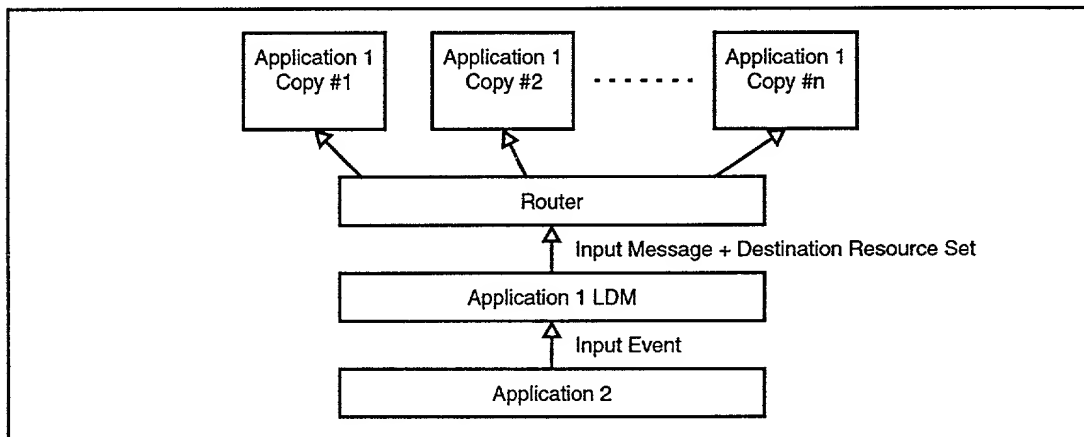 Application 1
Copy #1
Application 1
Copy #2
Application 1
Copy #n
Router
Input Message + Destination Resource Set
Application 1 LDM
Input Event
Application 2